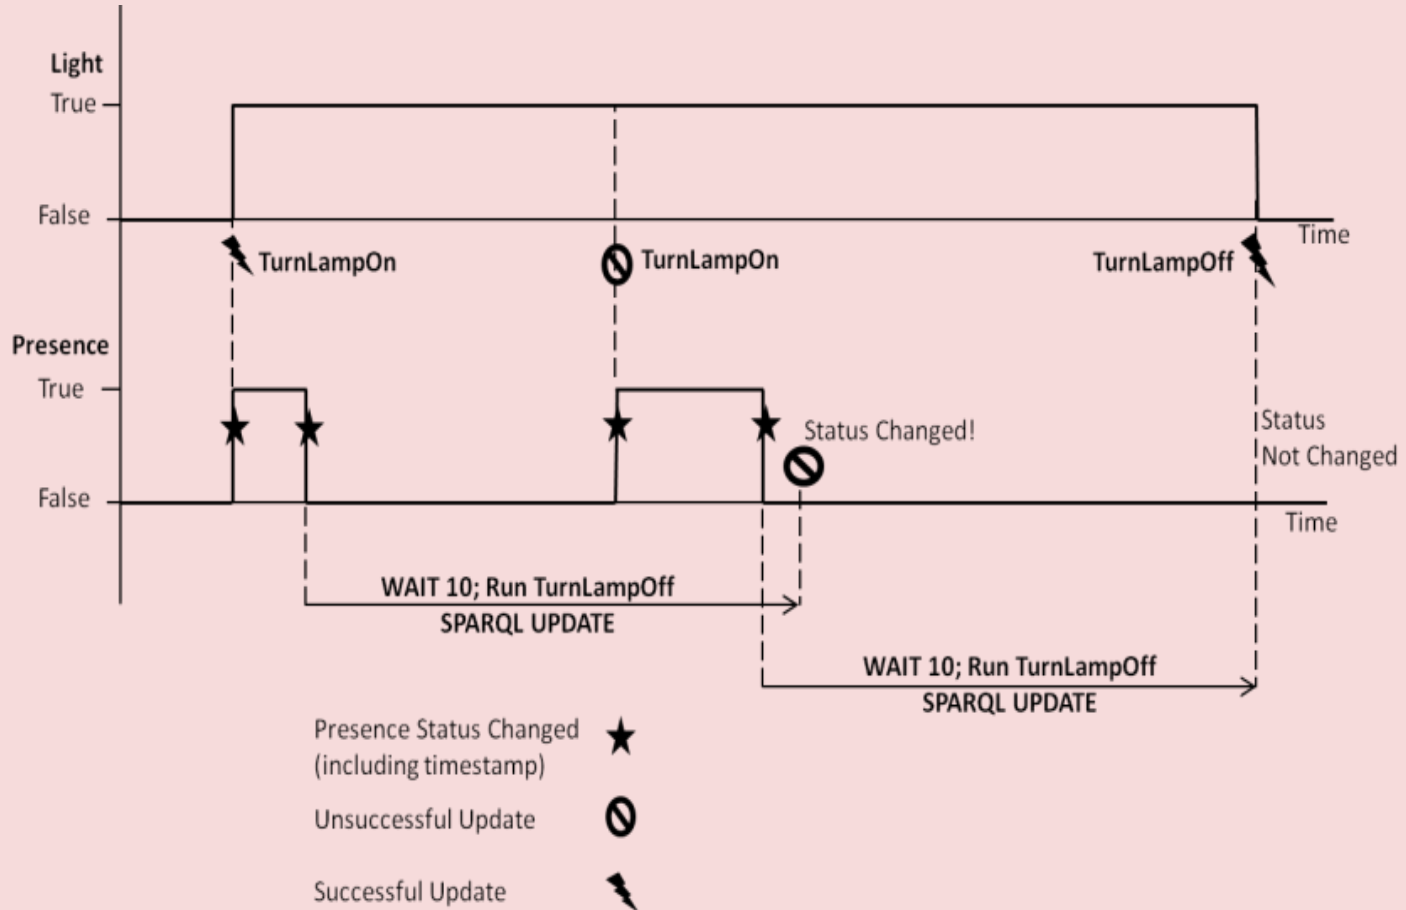 Light
True
False
Time
TurnLampOn
TurnLampOn
TurnLampOff
Presence
True
Status Changed!
Status
Not Changed
False
Time
WAIT 10; Run TurnLampOff
SPARQL UPDATE
WAIT 10; Run TurnLampOff
SPARQL UPDATE
Presence Status Changed
(including timestamp)
Unsuccessful Update
Successful Update